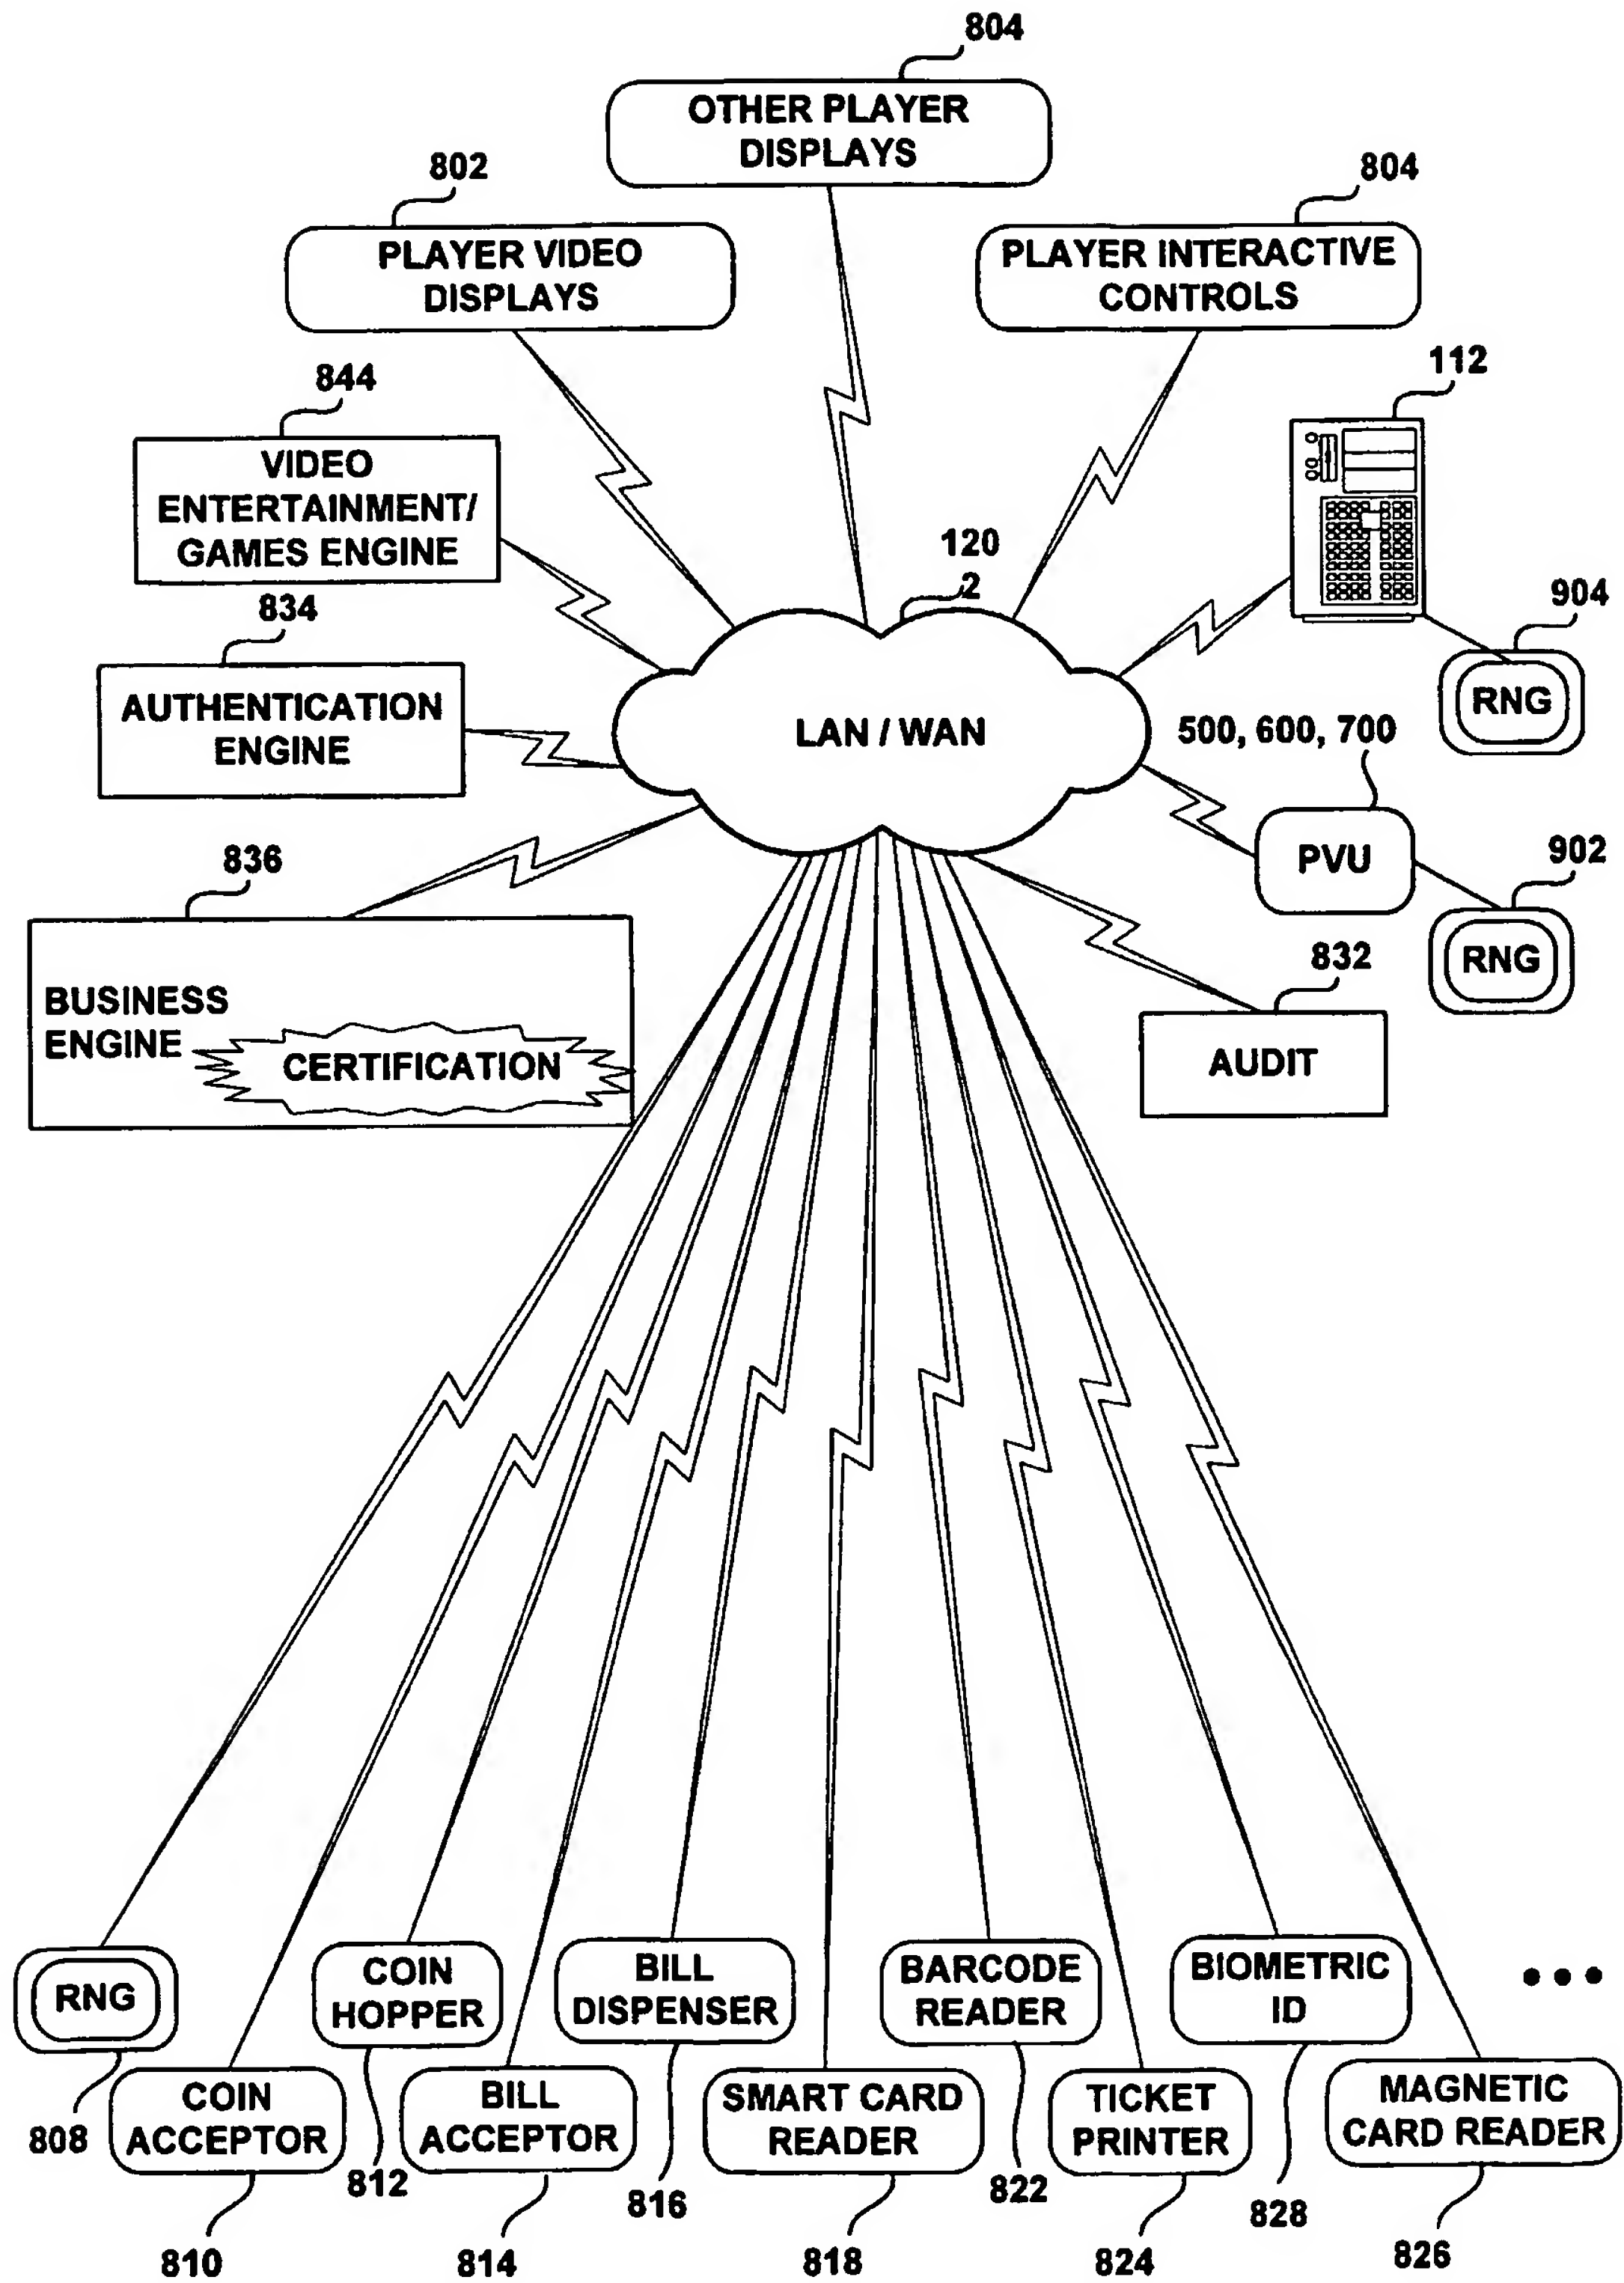 804
OTHER PLAYER
DISPLAYS
802
804
PLAYER VIDEO
DISPLAYS
PLAYER INTERACTIVE
CONTROLS
844
112
VIDEO
ENTERTAINMENT/
GAMES ENGINE
120
2
834
904
AUTHENTICATION
ENGINE
LAN / WAN
RNG
500, 600, 700
836
PVU
902
BUSINESS
ENGINE
CERTIFICATION
RNG
832
AUDIT
RNG
COIN
HOPPER
BILL
DISPENSER
BARCODE
READER
BIOMETRIC
ID
•••
808
COIN
ACCEPTOR
812
BILL
ACCEPTOR
816
SMART CARD
READER
822
TICKET
PRINTER
828
MAGNETIC
CARD READER
810
814
818
824
826